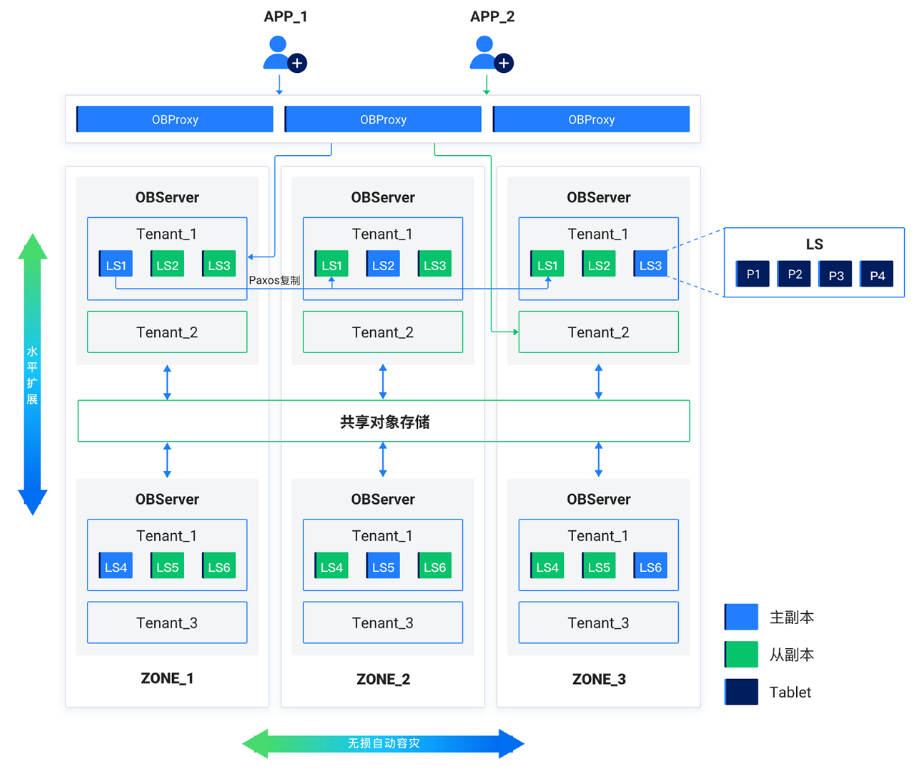 APP_1 APP_2
OBProxy OBProxy OBProxy
OBServer OBServer OBServer
Tenant_1 Tenant_1 Tenant_1
LS1 LS2 LS3 LS1 LS2 LS3 LS1 LS2 LS3
LS
P1 P2 P3 P4
Paxos复制
Tenant_2 Tenant_2 Tenant_2
水平扩展
共享对象存储
OBServer OBServer OBServer
Tenant_1 Tenant_1 Tenant_1
LS4 LS5 LS6 LS4 LS5 LS6 LS4 LS5 LS6
Tenant_3 Tenant_3 Tenant_3
ZONE_1 ZONE_2 ZONE_3
主副本
从副本
Tablet
无损自动容灾